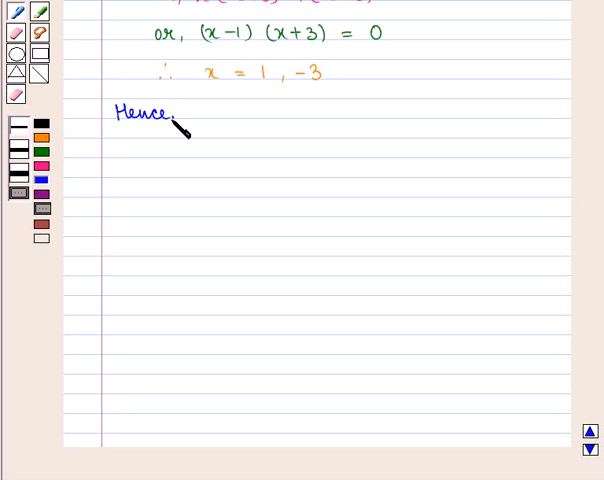 or, (x-1) (x+3) = 0
∴ x = 1, -3
Hence,